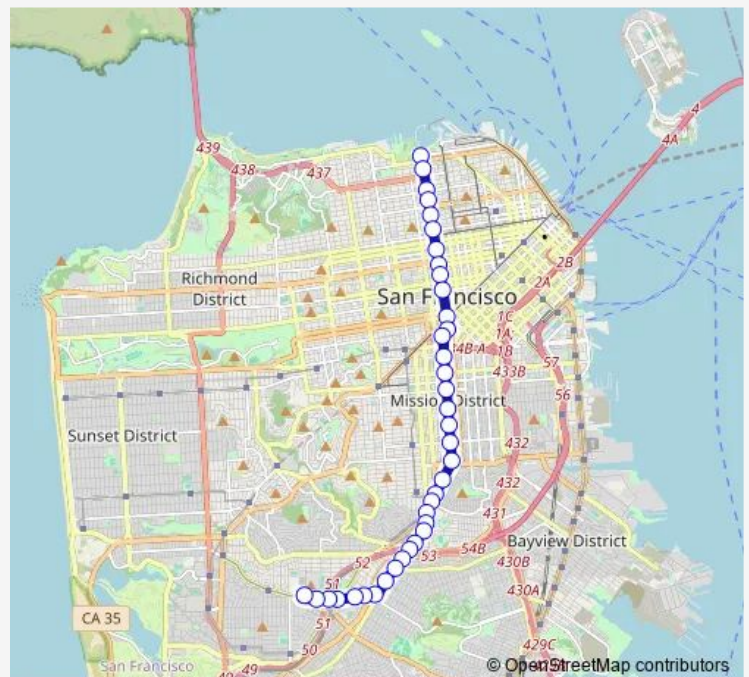 439
438
437
4
4A
Richmond
District
2B
2A
San Francisco
1C
1A
4B·A
1B
433B
57
56
Mission District
Sunset District
432
432
431
52
53
54B
Bayview District
430B
51
430A
CA 35
51
50
429C
San Francisco
49
© OpenStreetMap contributors